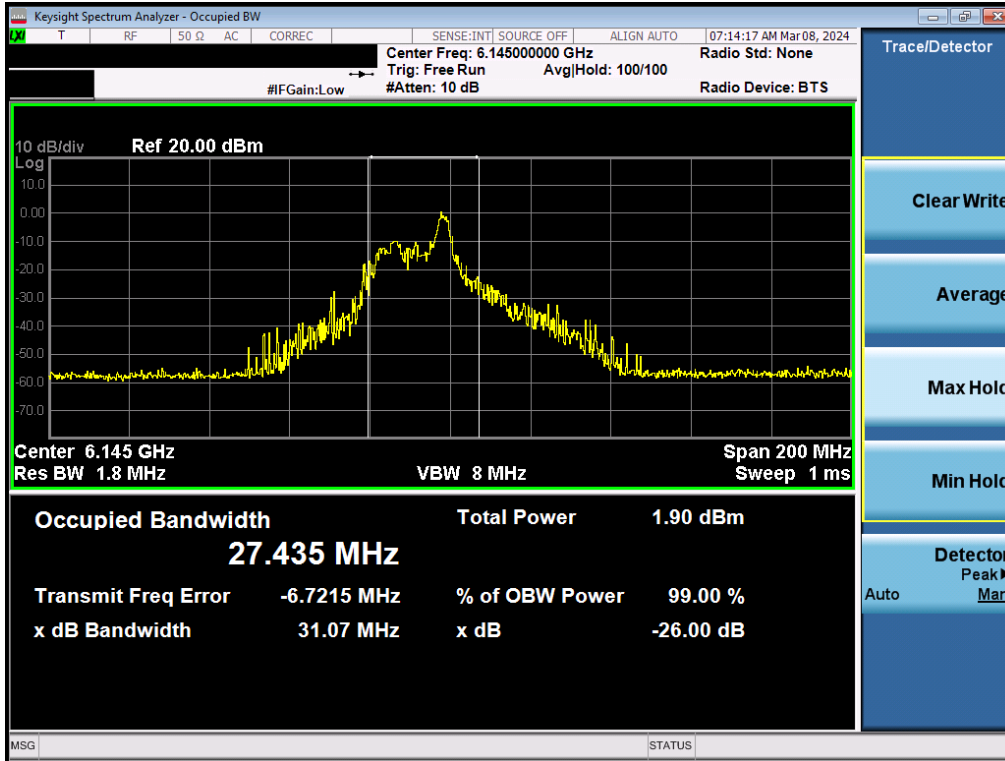 Keysight Spectrum Analyzer - Occupied BW
LXI T RF 50 Ω AC CORREC SENSE:INT SOURCE OFF ALIGN AUTO 07:14:17 AM Mar 08, 2024
Center Freq: 6.145000000 GHz Radio Std: None
Trig: Free Run Avg|Hold: 100/100
#IFGain:Low #Atten: 10 dB Radio Device: BTS
Trace/Detector
10 dB/div Ref 20.00 dBm
Log
10.0
0.00
-10.0
-20.0
-30.0
-40.0
-50.0
-60.0
-70.0
Center 6.145 GHz Span 200 MHz
Res BW 1.8 MHz VBW 8 MHz Sweep 1 ms
Occupied Bandwidth Total Power 1.90 dBm
27.435 MHz
Transmit Freq Error -6.7215 MHz % of OBW Power 99.00 %
x dB Bandwidth 31.07 MHz x dB -26.00 dB
Clear Write
Average
Max Hold
Min Hold
Detector
Peak
Auto Man
MSG STATUS